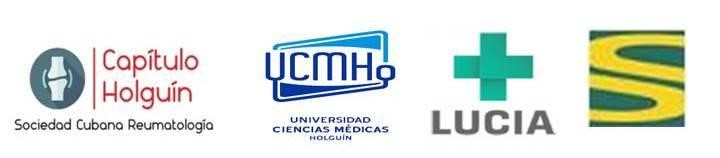 Capítulo
Holguín
Sociedad Cubana Reumatología
UCMHo
UNIVERSIDAD
CIENCIAS MÉDICAS
HOLGUÍN
LUCIA
S